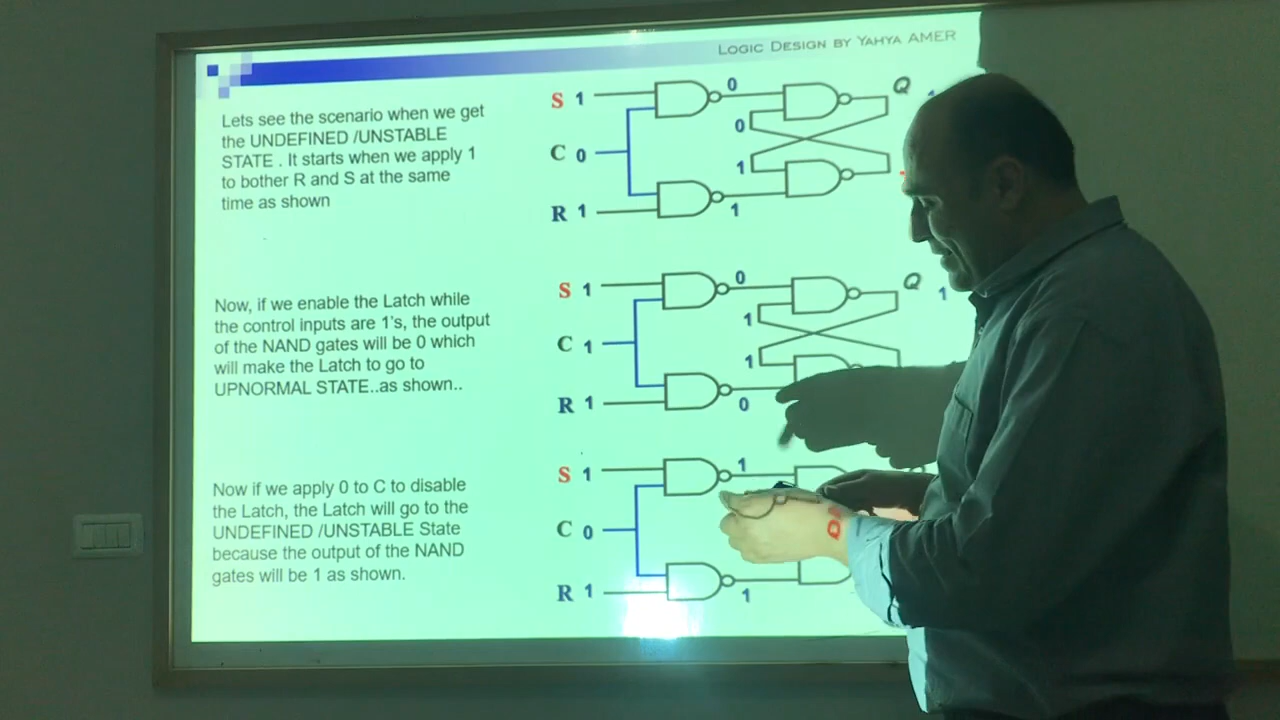 LOGIC DESIGN BY YAHYA AMER
Lets see the scenario when we get
the UNDEFINED /UNSTABLE
STATE . It starts when we apply 1
to bother R and S at the same
time as shown
S 1
0
Q
0
C 0
1
R 1
1
Now, if we enable the Latch while
the control inputs are 1's, the output
of the NAND gates will be 0 which
will make the Latch to go to
UPNORMAL STATE..as shown..
S 1
0
Q
1
1
C 1
1
R 1
0
Now if we apply 0 to C to disable
the Latch, the Latch will go to the
UNDEFINED /UNSTABLE State
because the output of the NAND
gates will be 1 as shown.
S 1
1
C 0
R 1
1